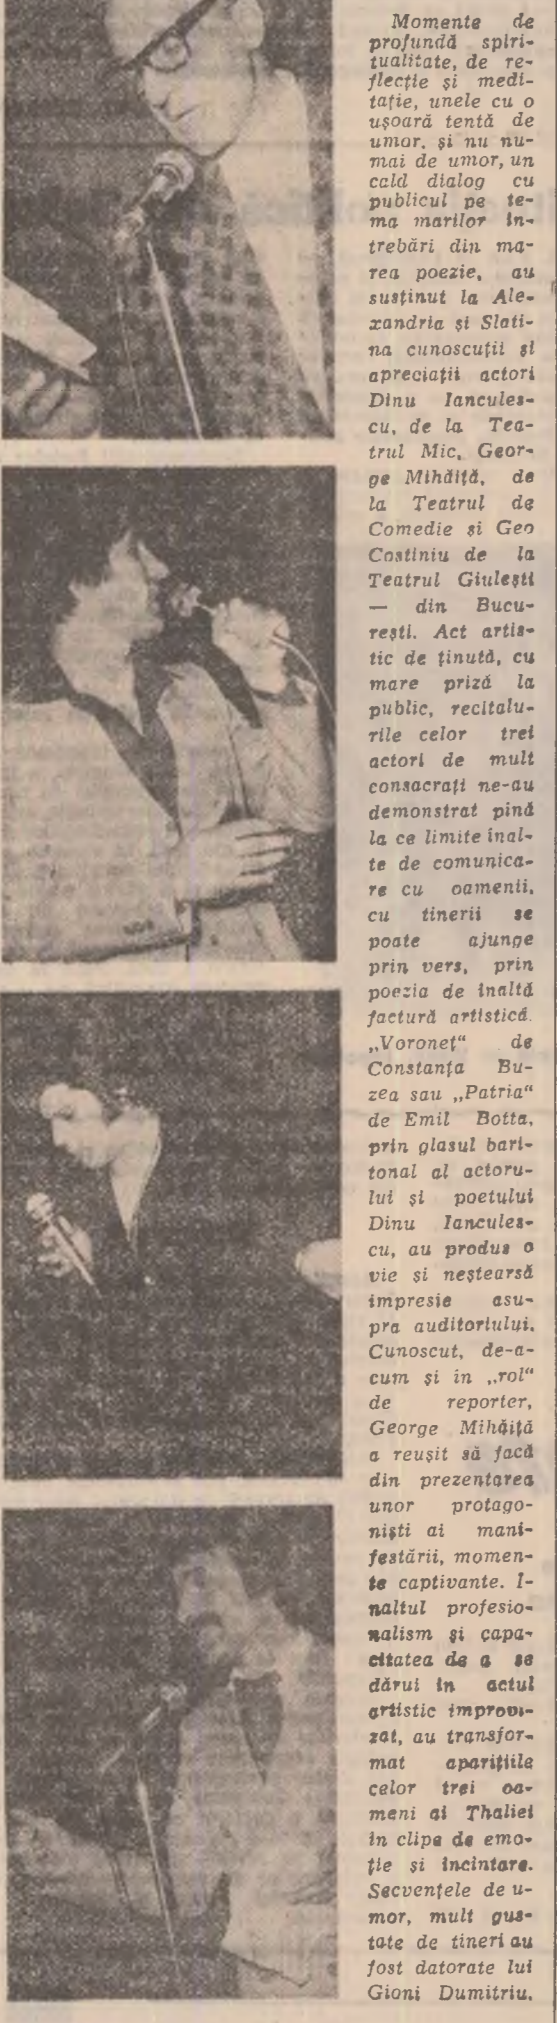 Momente de
profundă spiri-
tualitate, de re-
flecție și medi-
tație, unele cu o
ușoară tentă de
umor, și nu nu-
mai de umor, un
cald dialog cu
publicul pe te-
ma marilor în-
trebări din ma-
rea poezie, au
susținut la Ale-
xandria și Slati-
na cunoscuții și
apreciații actori
Dinu Iancules-
cu, de la Tea-
trul Mic, Geor-
ge Mihăiță, de
la Teatrul de
Comedie și Geo
Costiniu de la
Teatrul Giulești
— din Bucu-
rești. Act artis-
tic de ținută, cu
mare priză la
public, recitalu-
rile celor trei
actori de mult
consacrați ne-au
demonstrat pînă
la ce limite înal-
te de comunica-
re cu oamenii,
cu tinerii se
poate ajunge
prin vers, prin
poezia de înaltă
factură artistică.
„Voroneț“ de
Constanța Bu-
zea sau „Patria“
de Emil Botta,
prin glasul bari-
tonal al actoru-
lui și poetului
Dinu Iancules-
cu, au produs o
vie și neștearsă
impresie asu-
pra auditoriului.
Cunoscut, de-a-
cum și în „rol“
de reporter,
George Mihăiță
a reușit să facă
din prezentarea
unor protago-
niști ai mani-
festării, momen-
te captivante. I-
naltul profesio-
nalism și capa-
citatea de a se
dărui în actul
artistic improvi-
zat, au transfor-
mat aparițiile
celor trei oa-
meni ai Thaliei
în clipe de emo-
ție și încîntare.
Secvențele de u-
mor, mult gus-
tate de tineri au
fost datorate lui
Gioni Dumitriu,